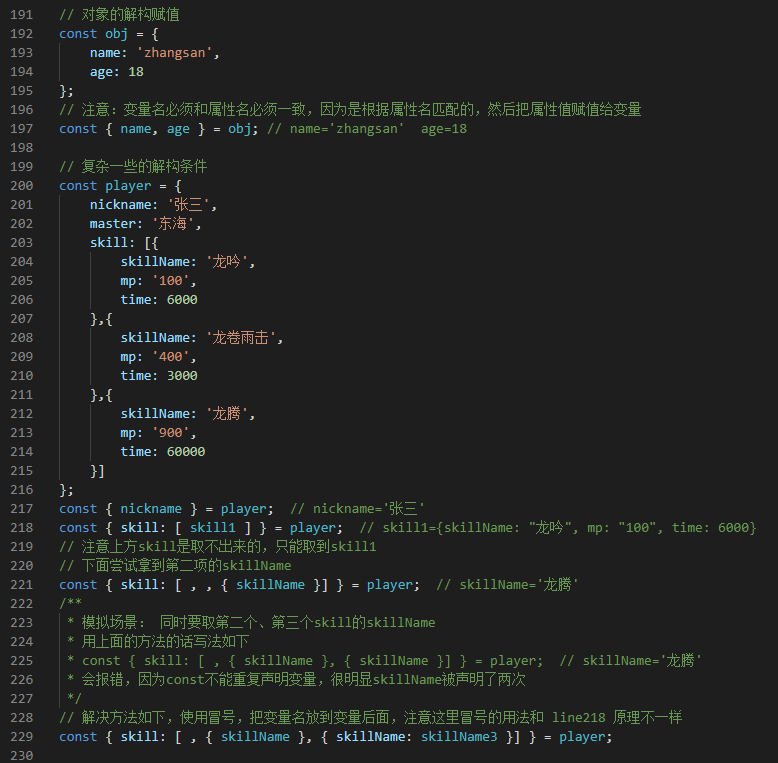 191 // 对象的解构赋值
192 const obj = {
193     name: 'zhangsan',
194     age: 18
195 };
196 // 注意：变量名必须和属性名必须一致，因为是根据属性名匹配的，然后把属性值赋值给变量
197 const { name, age } = obj; // name='zhangsan'  age=18
198
199 // 复杂一些的解构条件
200 const player = {
201     nickname: '张三',
202     master: '东海',
203     skill: [{
204         skillName: '龙吟',
205         mp: '100',
206         time: 6000
207     },{
208         skillName: '龙卷雨击',
209         mp: '400',
210         time: 3000
211     },{
212         skillName: '龙腾',
213         mp: '900',
214         time: 60000
215     }]
216 };
217 const { nickname } = player;  // nickname='张三'
218 const { skill: [ skill1 ] } = player;  // skill1={skillName: "龙吟", mp: "100", time: 6000}
219 // 注意上方skill是取不出来的，只能取到skill1
220 // 下面尝试拿到第二项的skillName
221 const { skill: [ , , { skillName }] } = player;  // skillName='龙腾'
222 /**
223  * 模拟场景： 同时要取第二个、第三个skill的skillName
224  * 用上面的方法的话写法如下
225  * const { skill: [ , { skillName }, { skillName }] } = player;  // skillName='龙腾'
226  * 会报错，因为const不能重复声明变量，很明显skillName被声明了两次
227  */
228 // 解决方法如下，使用冒号，把变量名放到变量后面，注意这里冒号的用法和 line218 原理不一样
229 const { skill: [ , { skillName }, { skillName: skillName3 }] } = player;
230